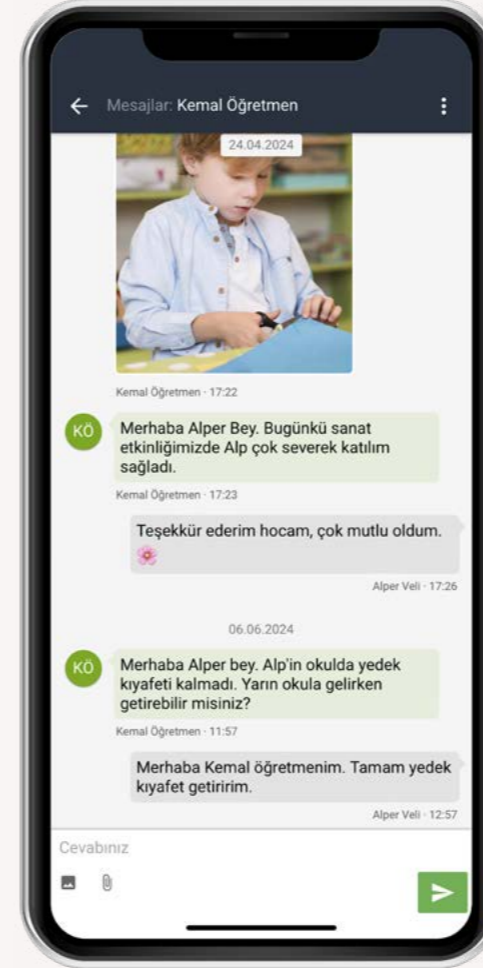 Mesajlar: Kemal Öğretmen
24.04.2024
Kemal Öğretmen · 17:22
KÖ
Merhaba Alper Bey. Bugünkü sanat
etkinliğimizde Alp çok severek katılım
sağladı.
Kemal Öğretmen · 17:23
Teşekkür ederim hocam, çok mutlu oldum.
🌸
Alper Veli · 17:26
06.06.2024
KÖ
Merhaba Alper bey. Alp'in okulda yedek
kıyafeti kalmadı. Yarın okula gelirken
getirebilir misiniz?
Kemal Öğretmen · 11:57
Merhaba Kemal öğretmenim. Tamam yedek
kıyafet getiririm.
Alper Veli · 12:57
Cevabınız